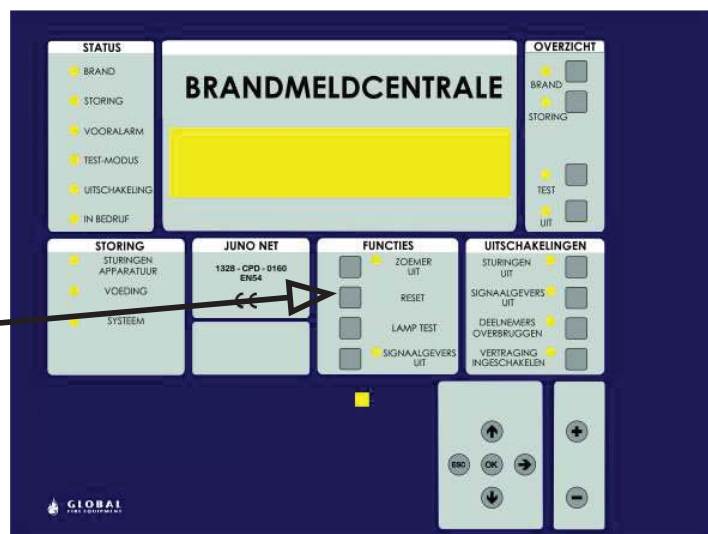 STATUS
BRAND
STORING
VOORALARM
TEST-MODUS
UITSCHAKELING
IN BEDRIJF
BRANDMELDCENTRALE
OVERZICHT
BRAND
STORING
TEST
UIT
STORING
STURINGEN
APPARATUUR
VOEDING
SYSTEEM
JUNO NET
1328 - CPD - 0160
EN54
CE
FUNCTIES
ZOEMER
UIT
RESET
LAMP TEST
SIGNAALGEVERS
UIT
UITSCHAKELINGEN
STURINGEN
UIT
SIGNAALGEVERS
UIT
DEELNEMERS
OVERBRUGGEN
VERTRAGING
INGESCHAKELEN
ESC
OK
+
−
GLOBAL
FIRE EQUIPMENT